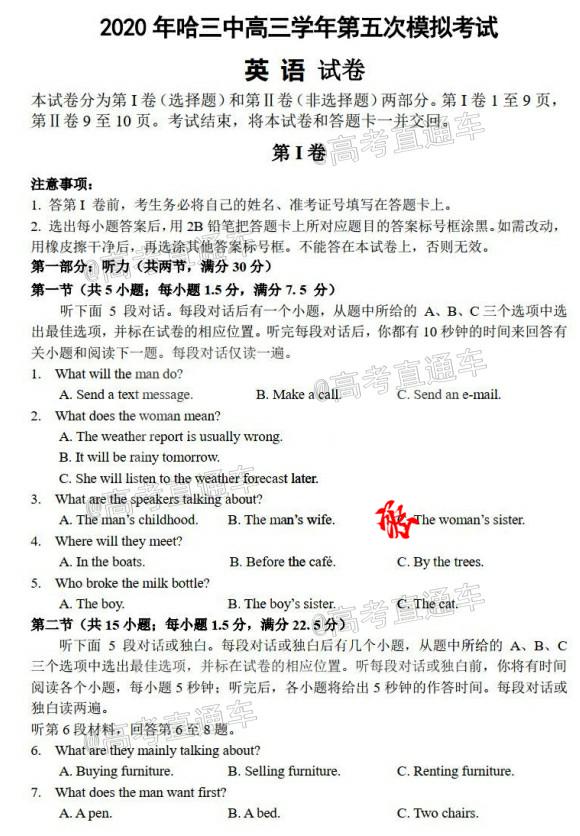 2020 年哈三中高三学年第五次模拟考试
英 语 试卷
本试卷分为第 I 卷（选择题）和第 II 卷（非选择题）两部分。第 I 卷 1 至 9 页，
第 II 卷 9 至 10 页。考试结束，将本试卷和答题卡一并交回。
第 I 卷
@高考直通车
注意事项:
1. 答第 I 卷前，考生务必将自己的姓名、准考证号填写在答题卡上。
2. 选出每小题答案后，用 2B 铅笔把答题卡上所对应题目的答案标号框涂黑。如需改动，
用橡皮擦干净后，再选涂其他答案标号框。不能答在本试卷上，否则无效。
@高考直通车
第一部分：听力（共两节，满分 30 分）
第一节（共 5 小题；每小题 1.5 分，满分 7.5 分）
听下面 5 段对话。每段对话后有一个小题，从题中所给的 A、B、C 三个选项中选
出最佳选项，并标在试卷的相应位置。听完每段对话后，你都有 10 秒钟的时间来回答有
关小题和阅读下一题。每段对话仅读一遍。
1. What will the man do?
A. Send a text message. B. Make a call. C. Send an e-mail.
@高考直通车
2. What does the woman mean?
A. The weather report is usually wrong.
B. It will be rainy tomorrow.
C. She will listen to the weather forecast later.
@高考直通车
3. What are the speakers talking about?
A. The man's childhood. B. The man's wife. The woman's sister.
4. Where will they meet?
A. In the boats. B. Before the café. C. By the trees.
5. Who broke the milk bottle?
A. The boy. B. The boy's sister. C. The cat.
@高考直通车
第二节（共 15 小题；每小题 1.5 分，满分 22.5 分）
听下面 5 段对话或独白。每段对话或独白后有几个小题，从题中所给的 A、B、C
三个选项中选出最佳选项，并标在试卷的相应位置。听每段对话或独白前，你将有时间
阅读各个小题，每小题 5 秒钟；听完后，各小题将给出 5 秒钟的作答时间。每段对话或
独白读两遍。
@高考直通车
听第 6 段材料，回答第 6 至 8 题。
6. What are they mainly talking about?
A. Buying furniture. B. Selling furniture. C. Renting furniture.
7. What does the man want first?
A. A pen. B. A bed. C. Two chairs.